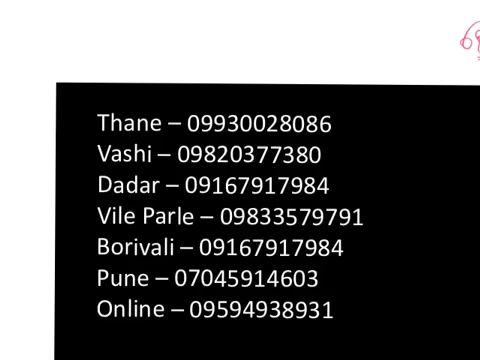 Thane – 09930028086
Vashi – 09820377380
Dadar – 09167917984
Vile Parle – 09833579791
Borivali – 09167917984
Pune – 07045914603
Online – 09594938931